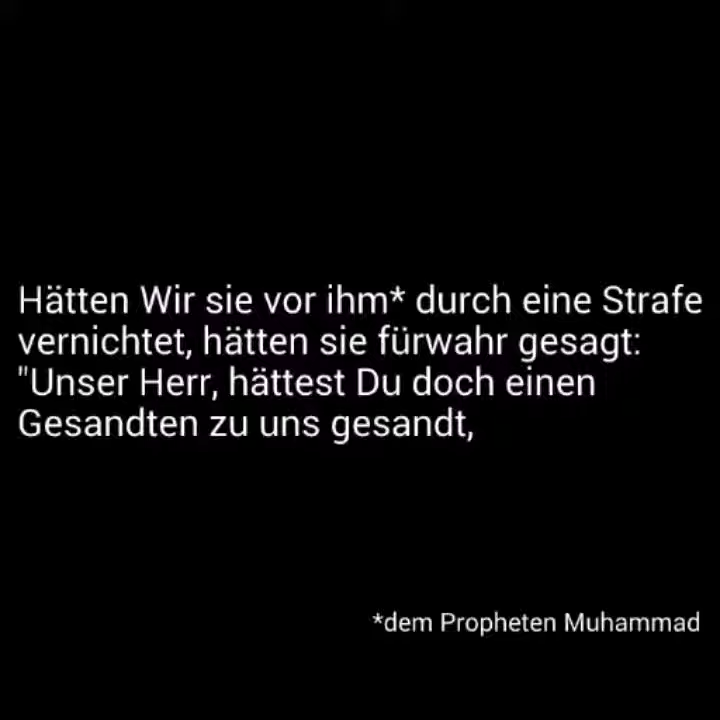 Hätten Wir sie vor ihm* durch eine Strafe
vernichtet, hätten sie fürwahr gesagt:
"Unser Herr, hättest Du doch einen
Gesandten zu uns gesandt,
*dem Propheten Muhammad